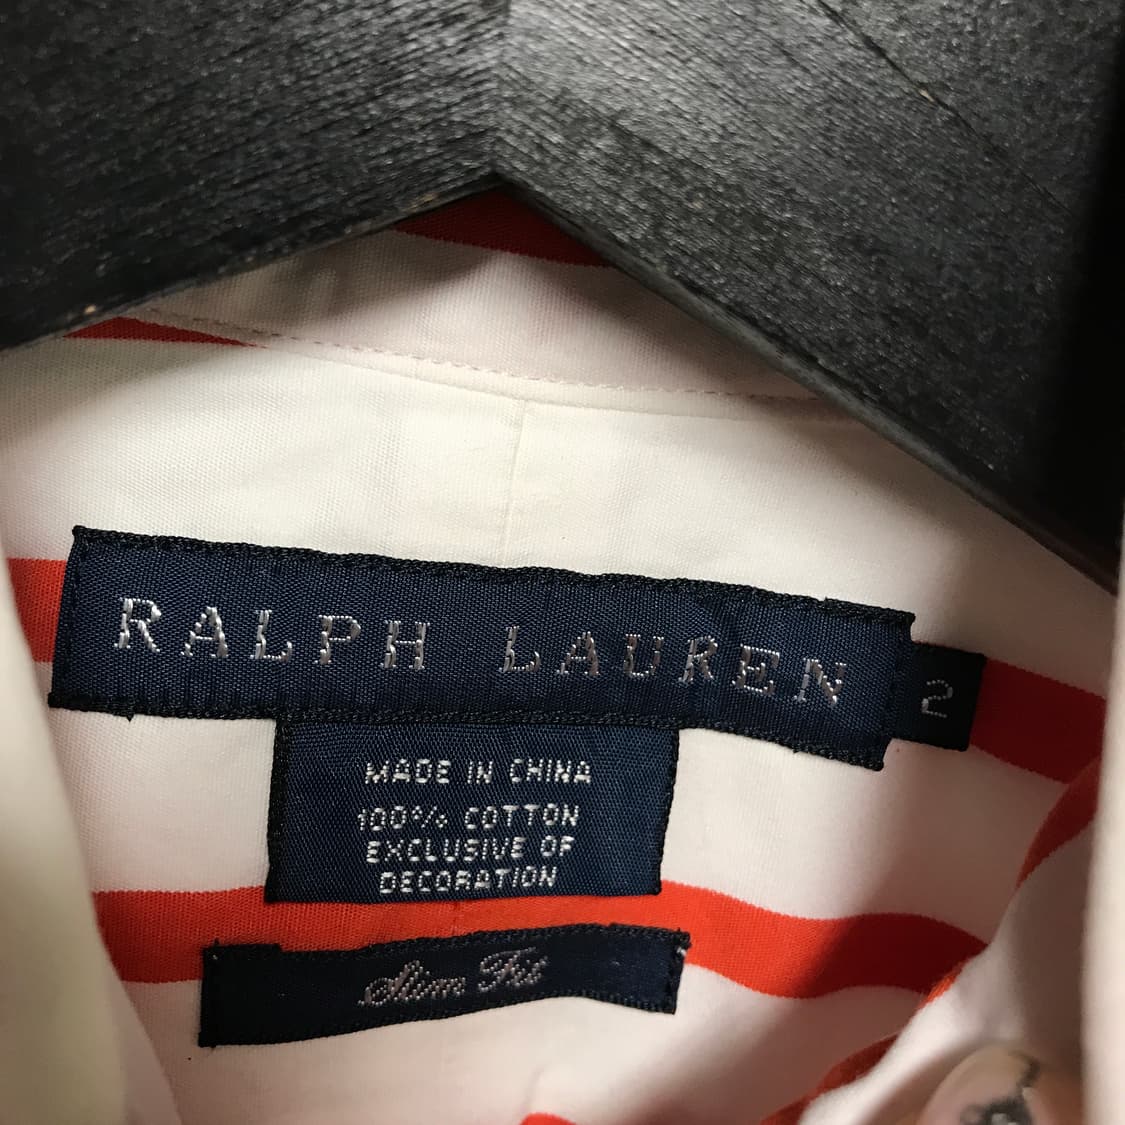 RALPH LAUREN
2
MADE IN CHINA
100% COTTON
EXCLUSIVE OF
DECORATION
Slim Fit